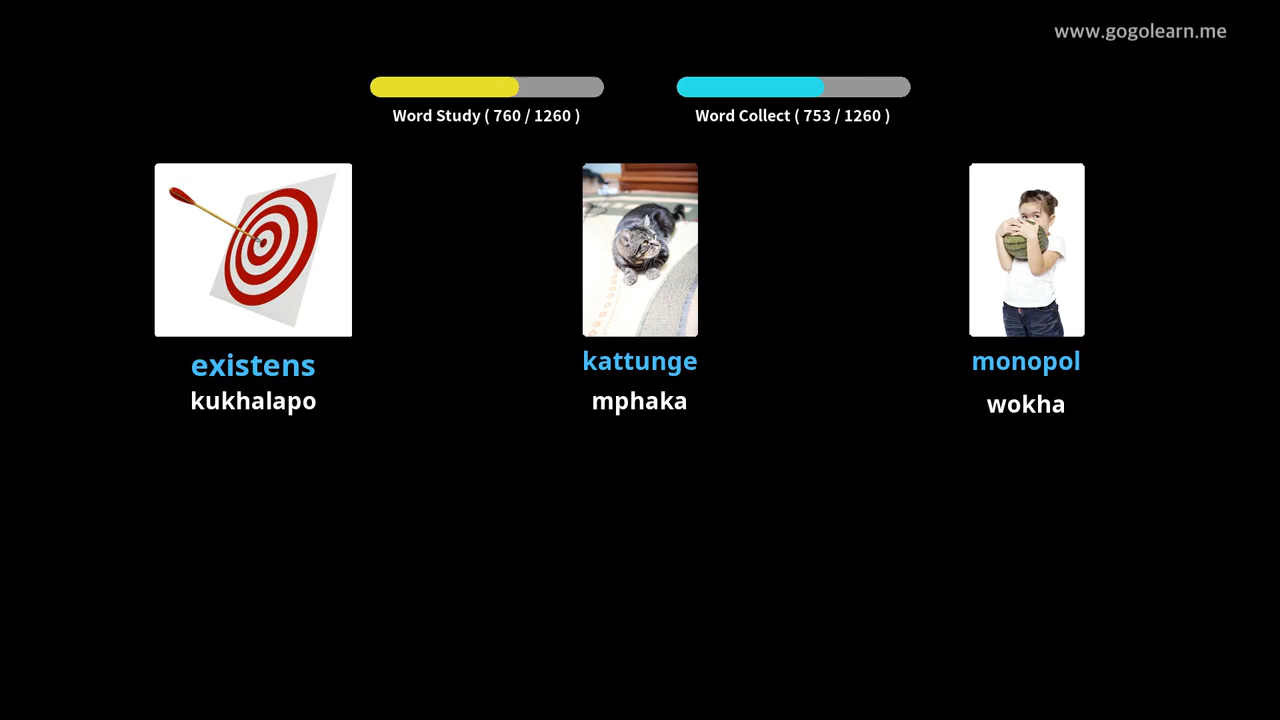 www.gogolearn.me
Word Study ( 760 / 1260 )
Word Collect ( 753 / 1260 )
existens
kukhalapo
kattunge
mphaka
monopol
wokha